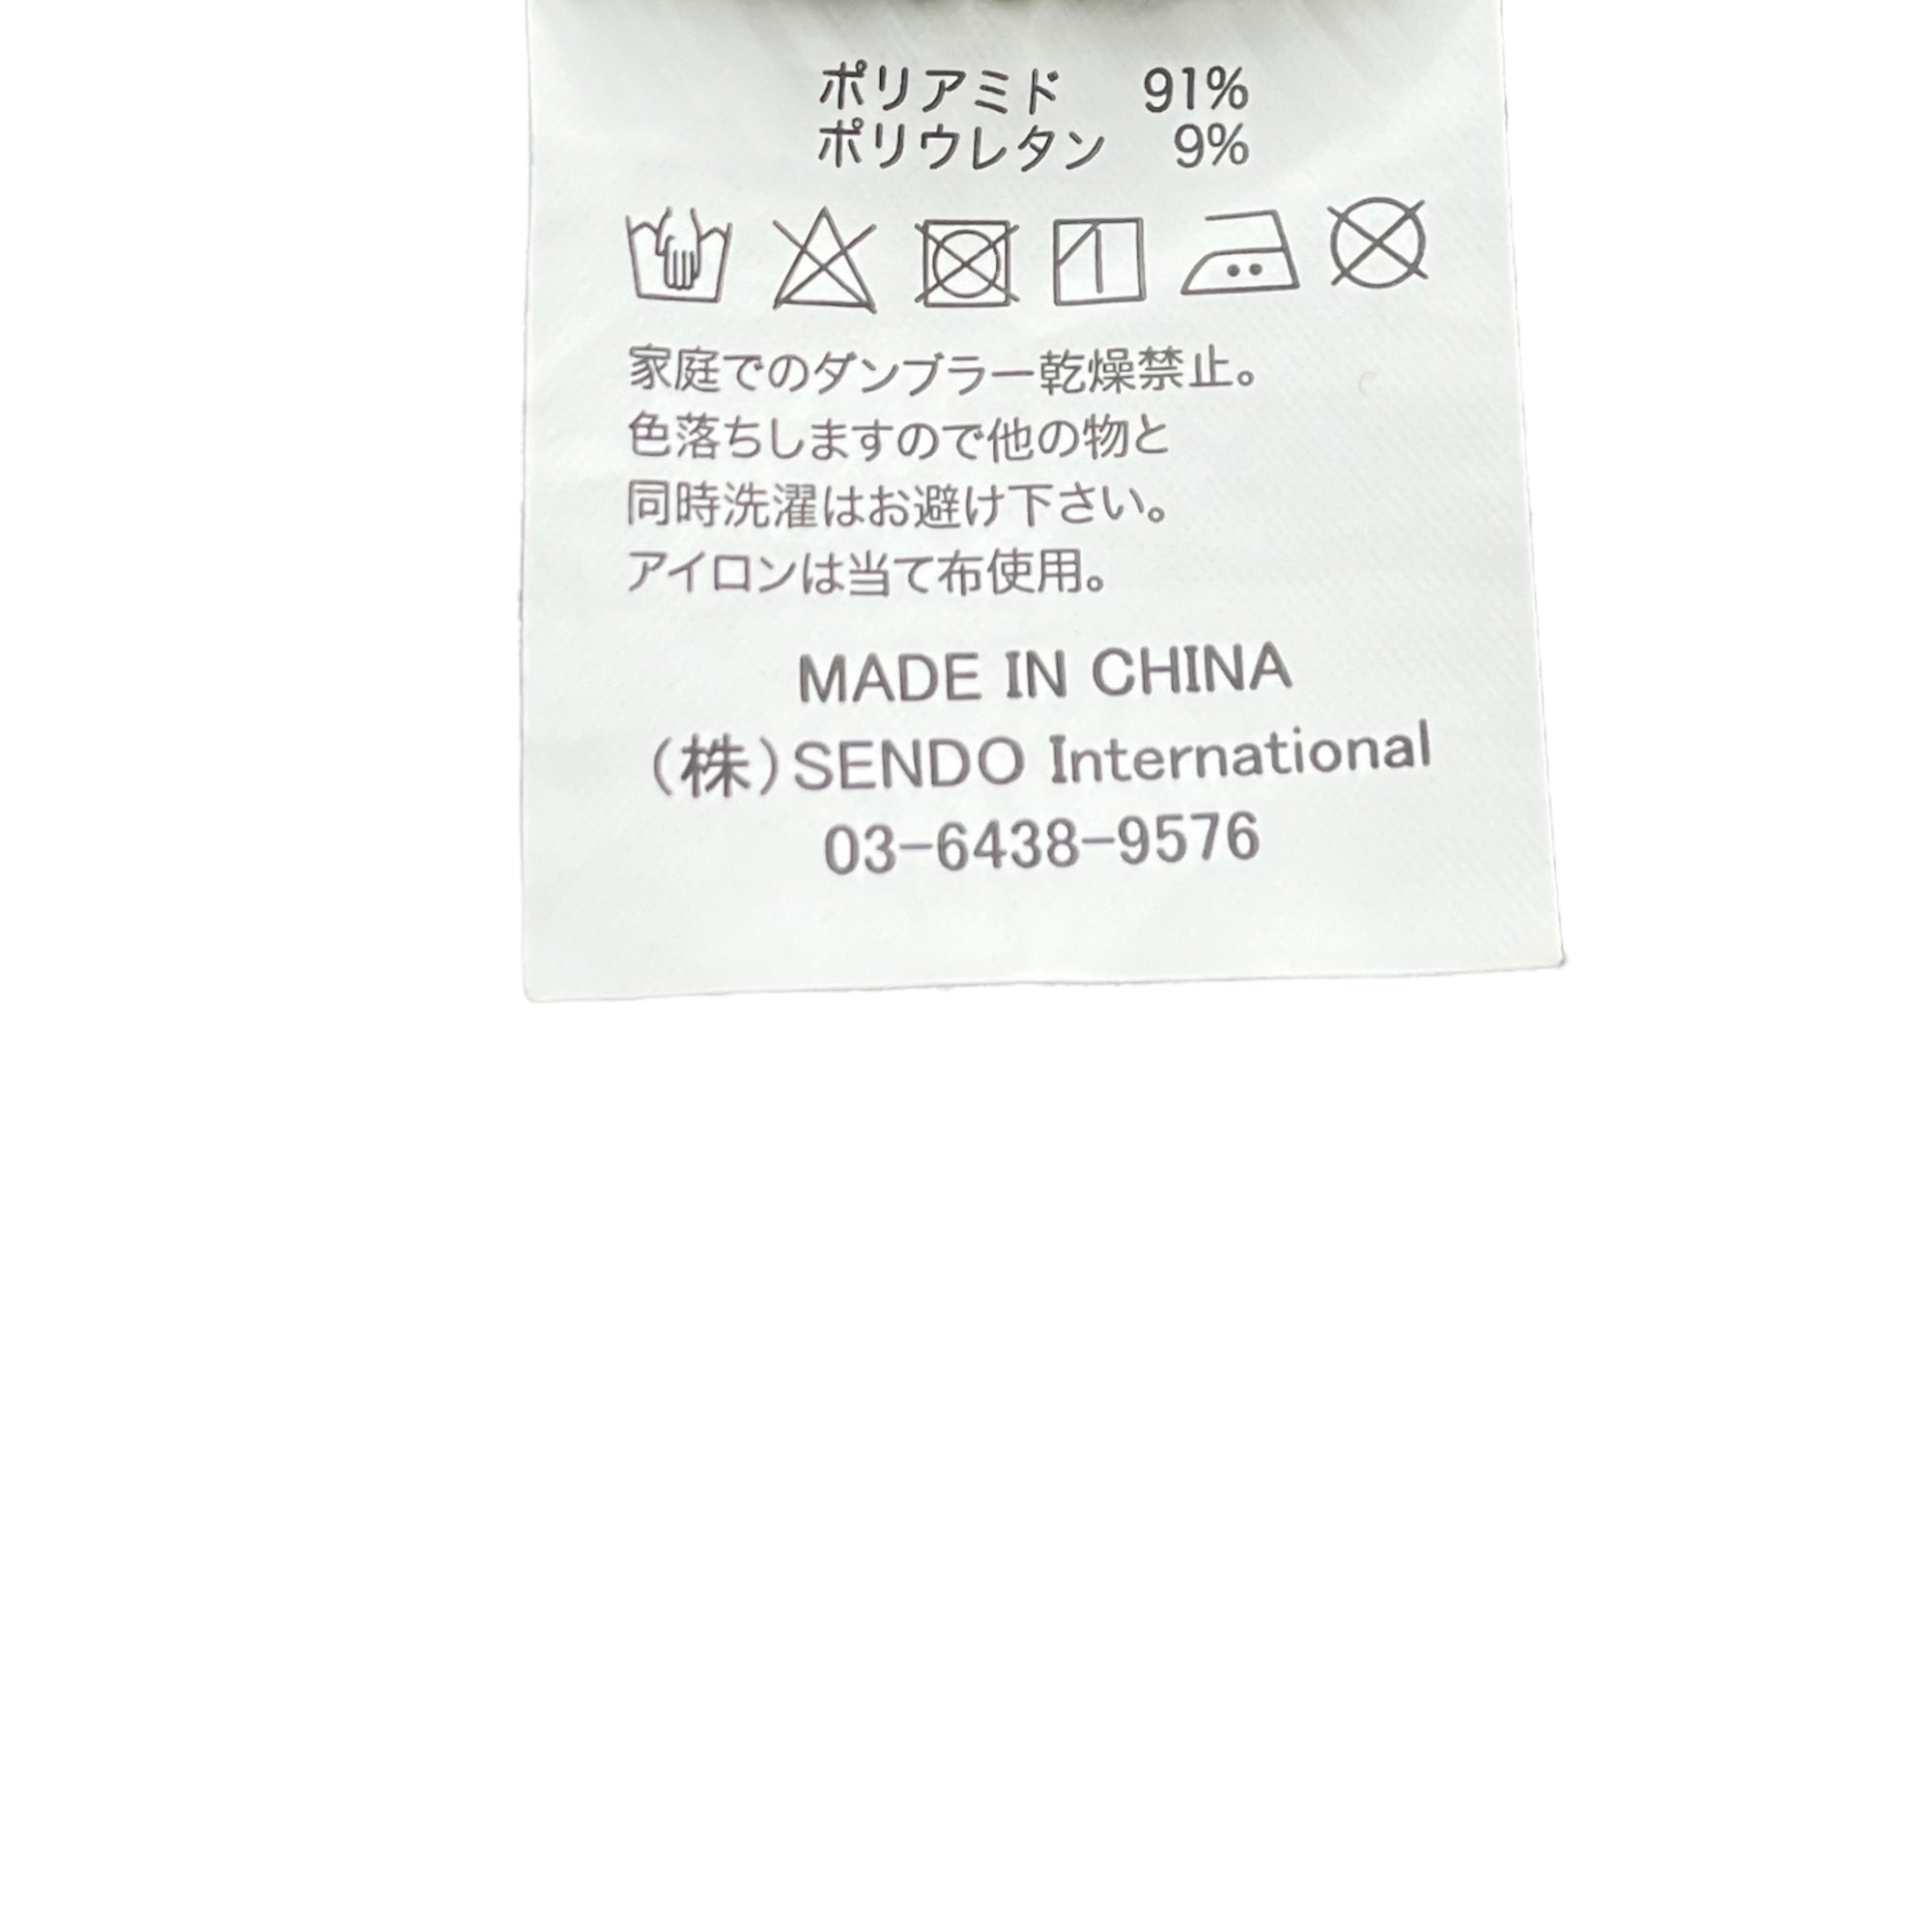 ポリアミド 91%
ポリウレタン 9%
家庭でのダンブラー乾燥禁止。
色落ちしますので他の物と
同時洗濯はお避け下さい。
アイロンは当て布使用。
MADE IN CHINA
(株)SENDO International
03-6438-9576